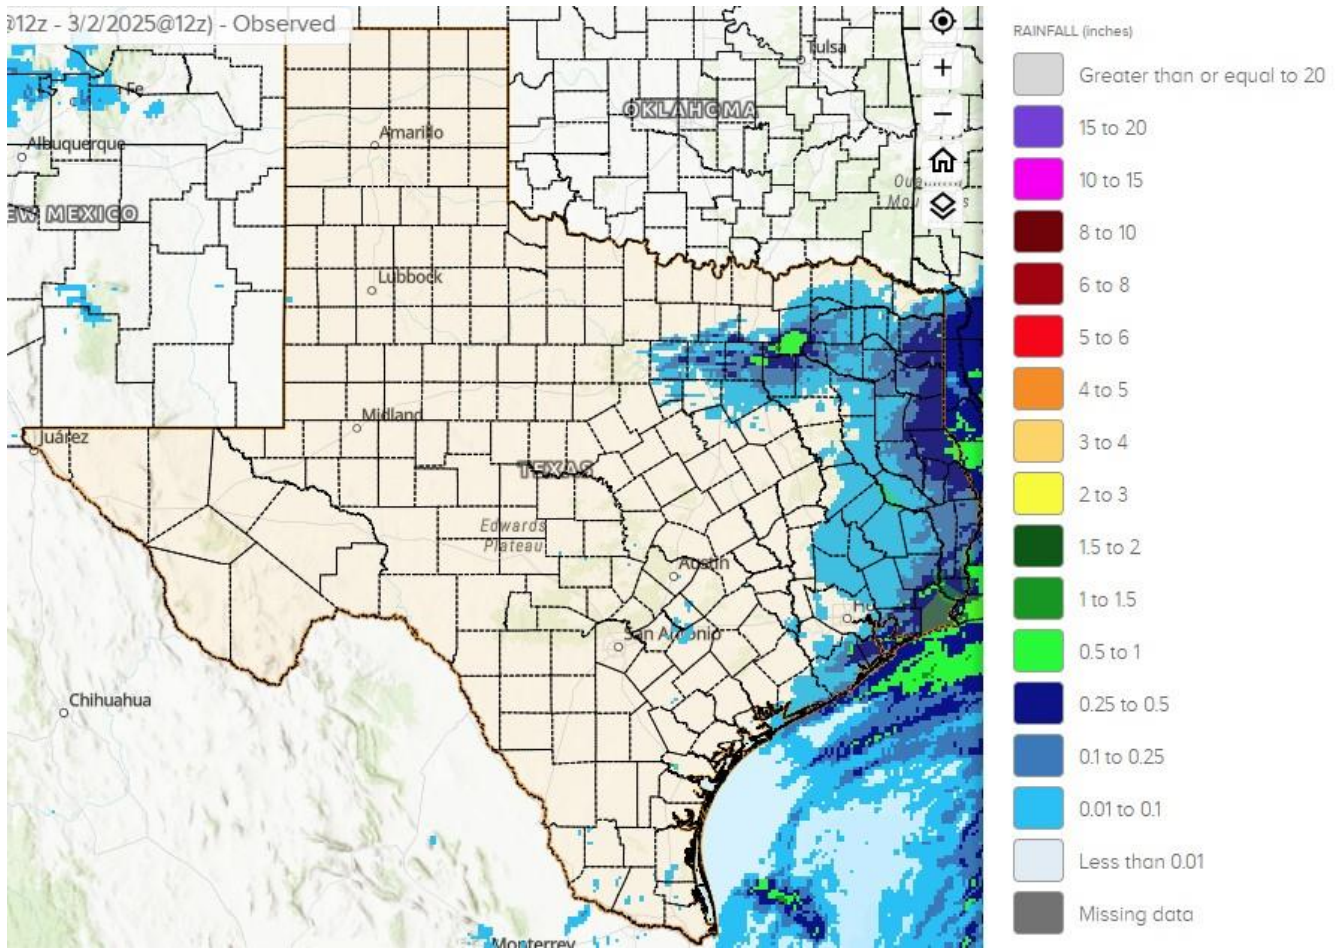 @12z - 3/2/2025@12z) - Observed
Tulsa
Fe
OKLAHOMA
Amarillo
Albuquerque
EW MEXICO
Lubbock
Midland
Juárez
TEXAS
Edwards
Plateau
Austin
San Antonio
Chihuahua
Monterrey
RAINFALL (inches)
Greater than or equal to 20
15 to 20
10 to 15
8 to 10
6 to 8
5 to 6
4 to 5
3 to 4
2 to 3
1.5 to 2
1 to 1.5
0.5 to 1
0.25 to 0.5
0.1 to 0.25
0.01 to 0.1
Less than 0.01
Missing data